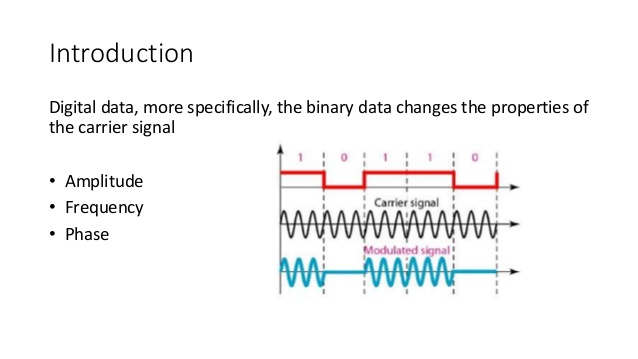 Introduction
Digital data, more specifically, the binary data changes the properties of
the carrier signal
• Amplitude
• Frequency
• Phase
1 0 1 1 0
Carrier signal
Modulated signal